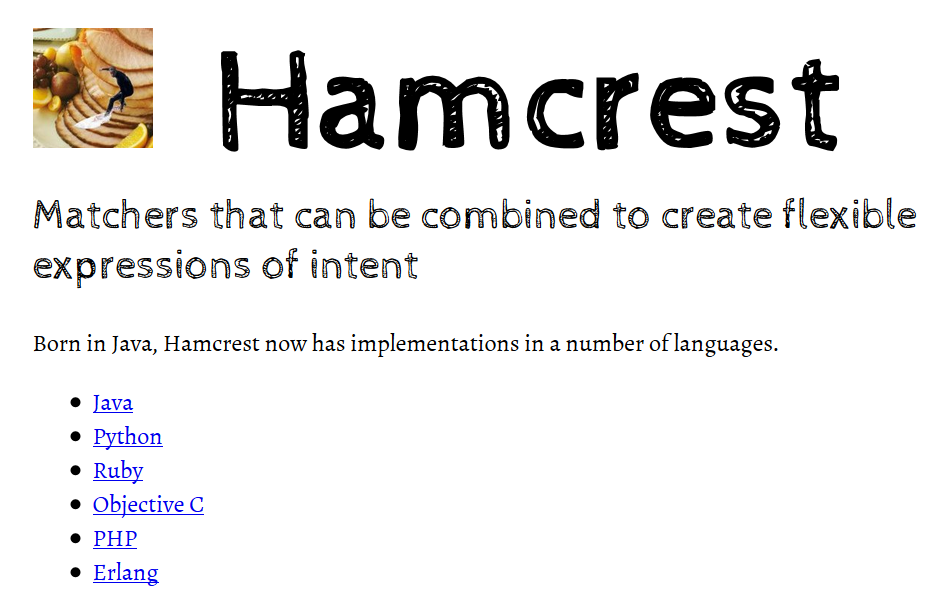 Hamcrest
Matchers that can be combined to create flexible
expressions of intent
Born in Java, Hamcrest now has implementations in a number of languages.
Java
Python
Ruby
Objective C
PHP
Erlang